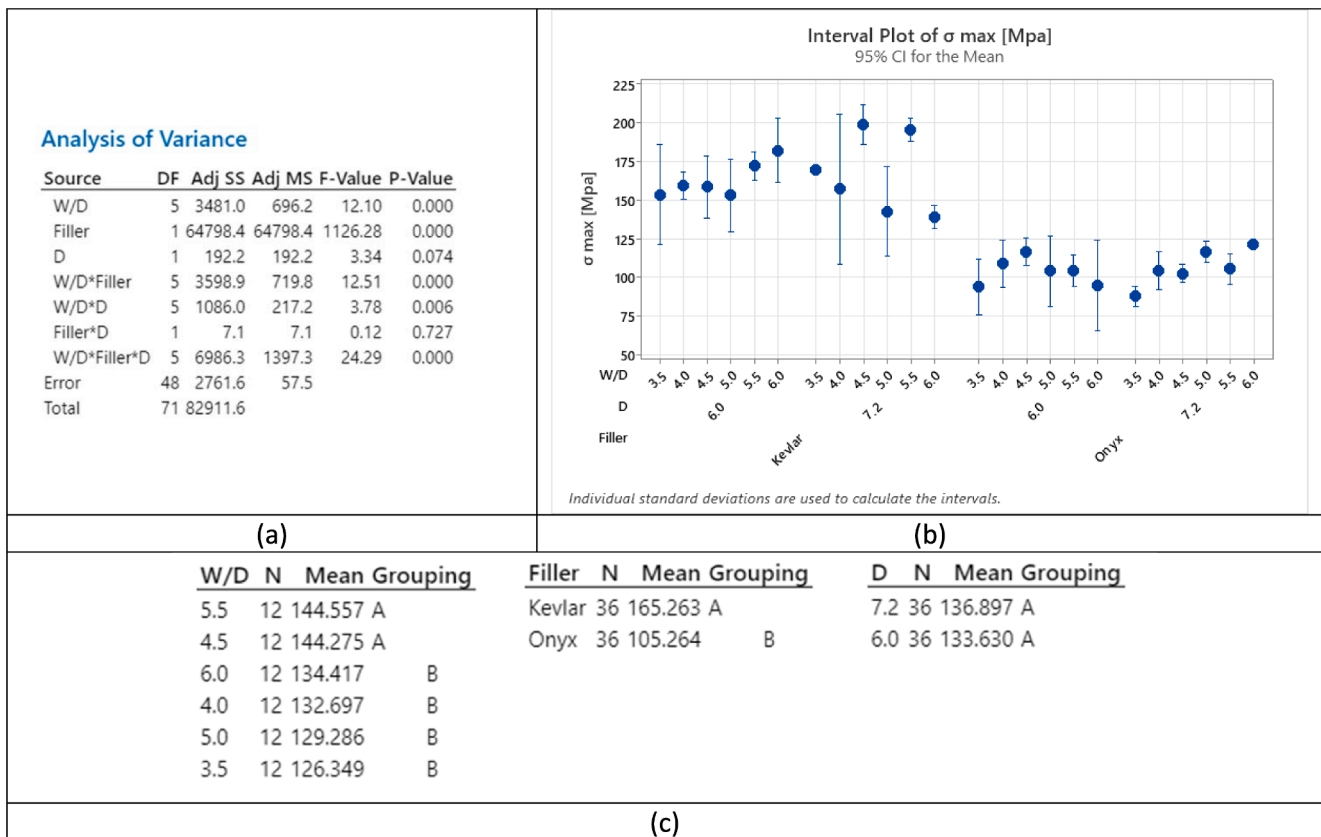 Analysis of Variance
Source DF Adj SS Adj MS F-Value P-Value
W/D 5 3481.0 696.2 12.10 0.000
Filler 1 64798.4 64798.4 1126.28 0.000
D 1 192.2 192.2 3.34 0.074
W/D*Filler 5 3598.9 719.8 12.51 0.000
W/D*D 5 1086.0 217.2 3.78 0.006
Filler*D 1 7.1 7.1 0.12 0.727
W/D*Filler*D 5 6986.3 1397.3 24.29 0.000
Error 48 2761.6 57.5
Total 71 82911.6
(a)
Interval Plot of σ max [Mpa]
95% CI for the Mean
σ max [Mpa]
225
200
175
150
125
100
75
50
W/D 3.5 4.0 4.5 5.0 5.5 6.0 3.5 4.0 4.5 5.0 5.5 6.0 3.5 4.0 4.5 5.0 5.5 6.0 3.5 4.0 4.5 5.0 5.5 6.0
D 6.0 7.2 6.0 7.2
Filler Kevlar Onyx
Individual standard deviations are used to calculate the intervals.
(b)
W/D N Mean Grouping
5.5 12 144.557 A
4.5 12 144.275 A
6.0 12 134.417 B
4.0 12 132.697 B
5.0 12 129.286 B
3.5 12 126.349 B
Filler N Mean Grouping
Kevlar 36 165.263 A
Onyx 36 105.264 B
D N Mean Grouping
7.2 36 136.897 A
6.0 36 133.630 A
(c)